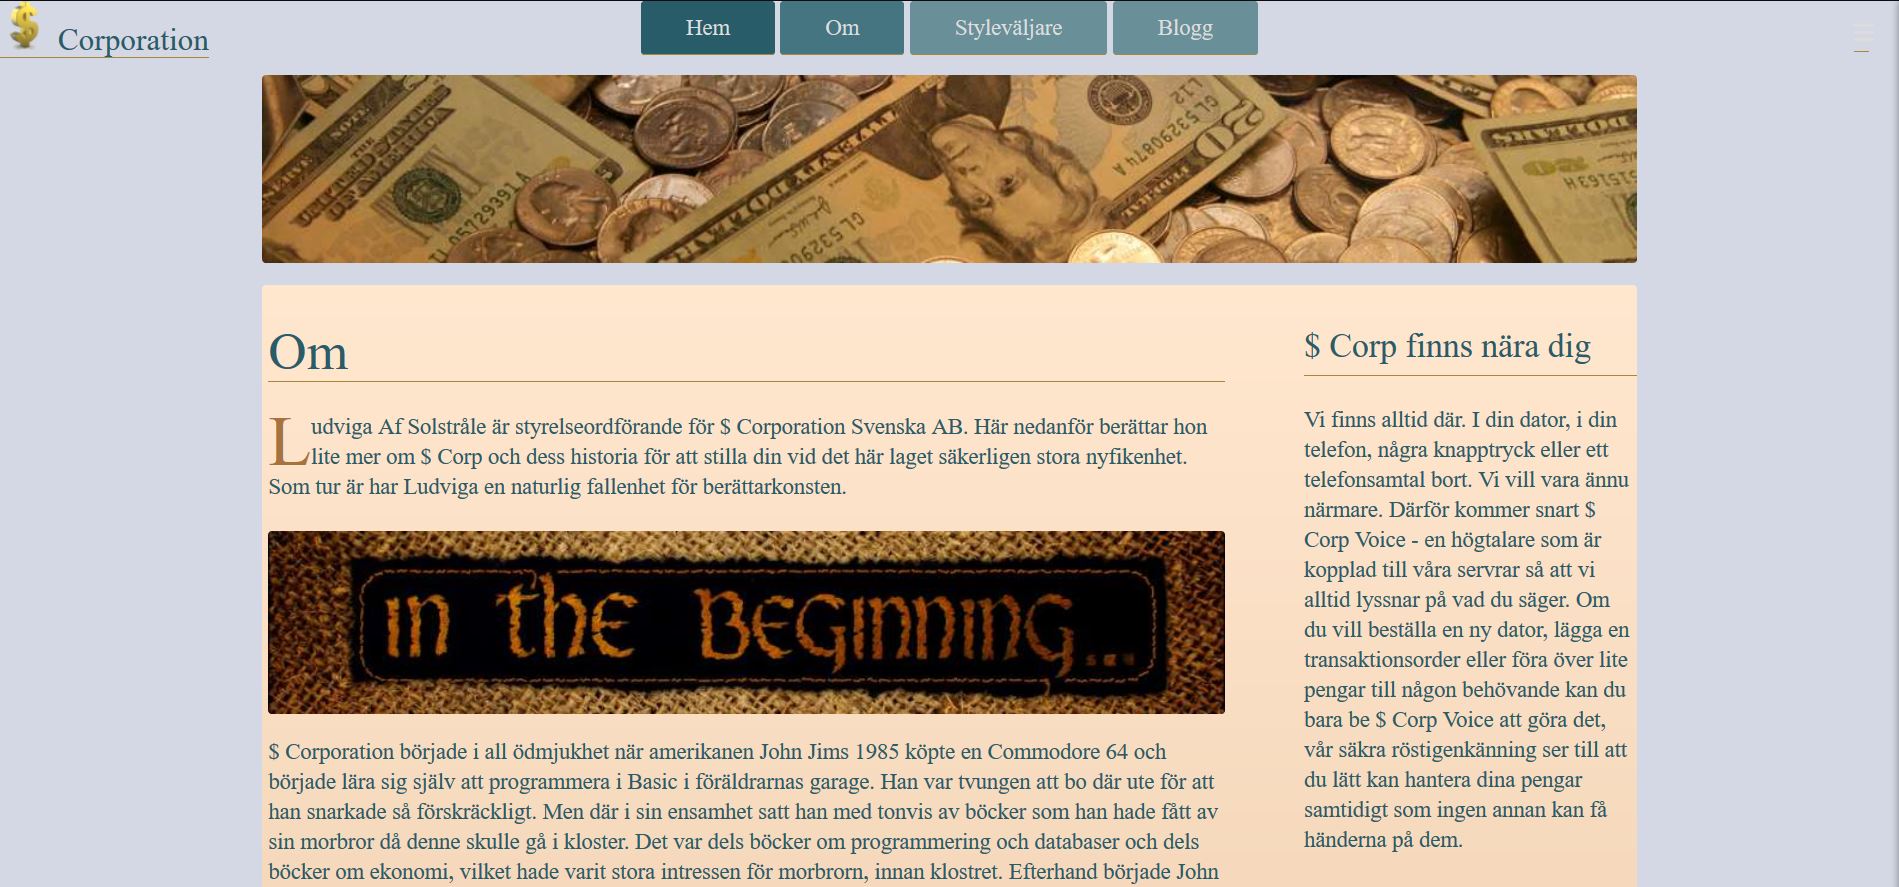 $ Corporation
Hem Om Styleväljare Blogg
UNITED STATES
OF AMERICA
CL 53290874 A
L12
GL 532908
20
Om
Ludviga Af Solstråle är styrelseordförande för $ Corporation Svenska AB. Här nedanför berättar hon
lite mer om $ Corp och dess historia för att stilla din vid det här laget säkerligen stora nyfikenhet.
Som tur är har Ludviga en naturlig fallenhet för berättarkonsten.
in the Beginning...
$ Corporation började i all ödmjukhet när amerikanen John Jims 1985 köpte en Commodore 64 och
började lära sig själv att programmera i Basic i föräldrarnas garage. Han var tvungen att bo där ute för att
han snarkade så förskräckligt. Men där i sin ensamhet satt han med tonvis av böcker som han hade fått av
sin morbror då denne skulle gå i kloster. Det var dels böcker om programmering och databaser och dels
böcker om ekonomi, vilket hade varit stora intressen för morbrorn, innan klostret. Efterhand började John
$ Corp finns nära dig
Vi finns alltid där. I din dator, i din
telefon, några knapptryck eller ett
telefonsamtal bort. Vi vill vara ännu
närmare. Därför kommer snart $
Corp Voice - en högtalare som är
kopplad till våra servrar så att vi
alltid lyssnar på vad du säger. Om
du vill beställa en ny dator, lägga en
transaktionsorder eller föra över lite
pengar till någon behövande kan du
bara be $ Corp Voice att göra det,
vår säkra röstigenkänning ser till att
du lätt kan hantera dina pengar
samtidigt som ingen annan kan få
händerna på dem.